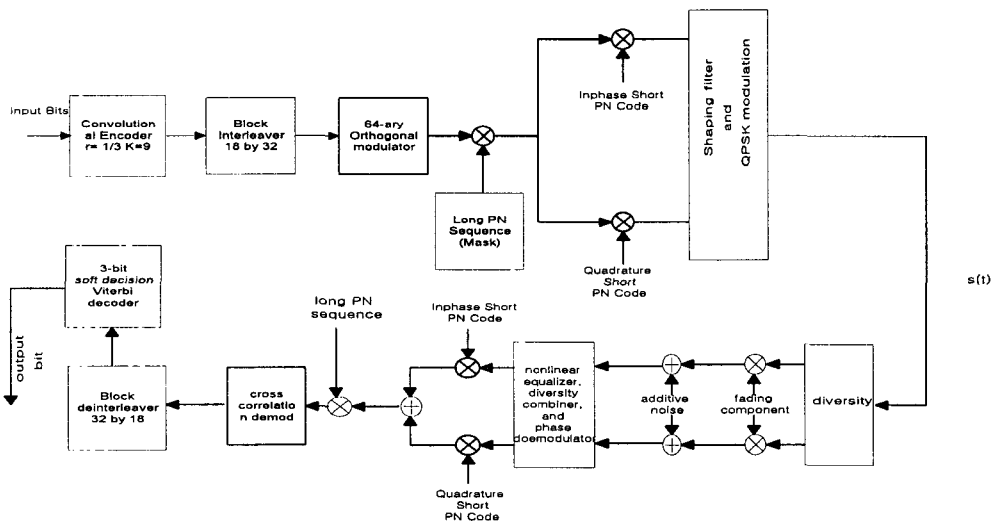 Input Bits
Convolution
al Encoder
r= 1/3 K=9
Block
Interleaver
18 by 32
64-ary
Orthogonal
modulator
Long PN
Sequence
(Mask)
Inphase Short
PN Code
Quadrature
Short
PN Code
Shaping filter
and
QPSK modulation
s(t)
diversity
fading
component
additive
noise
nonlinear
equalizer,
diversity
combiner,
and
phase
doemodulator
Inphase Short
PN Code
Quadrature
Short
PN Code
long PN
sequence
cross
correlatio
n demod
Block
deinterleaver
32 by 18
3-bit
soft decision
Viterbi
decoder
output
bit